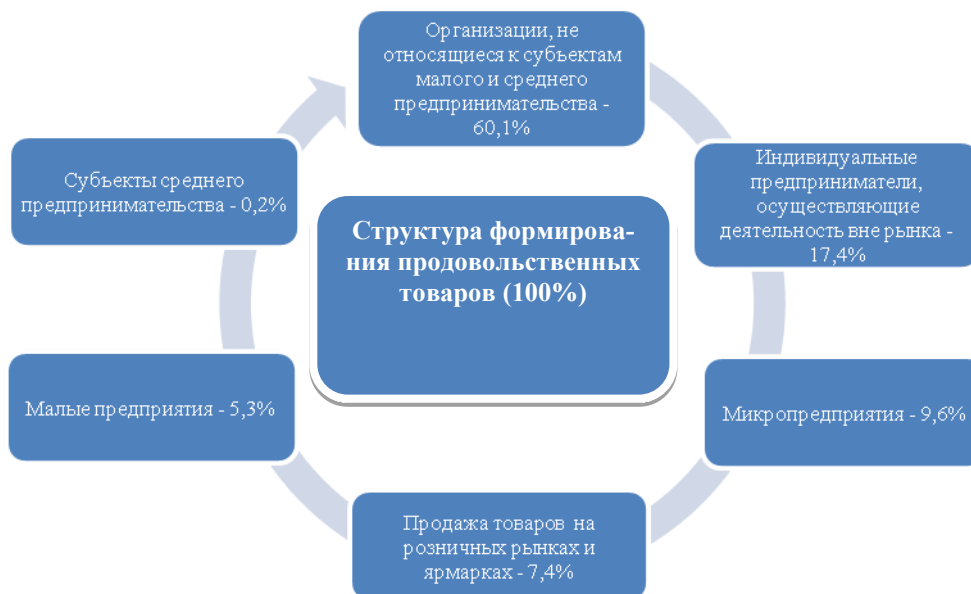 Организации, не
относящиеся к субъектам
малого и среднего
предпринимательства -
60,1%
Индивидуальные
предприниматели,
осуществляющие
деятельность вне рынка -
17,4%
Микропредприятия - 9,6%
Продажа товаров на
розничных рынках и
ярмарках - 7,4%
Малые предприятия - 5,3%
Субъекты среднего
предпринимательства - 0,2%
Структура формирова-
ния продовольственных
товаров (100%)